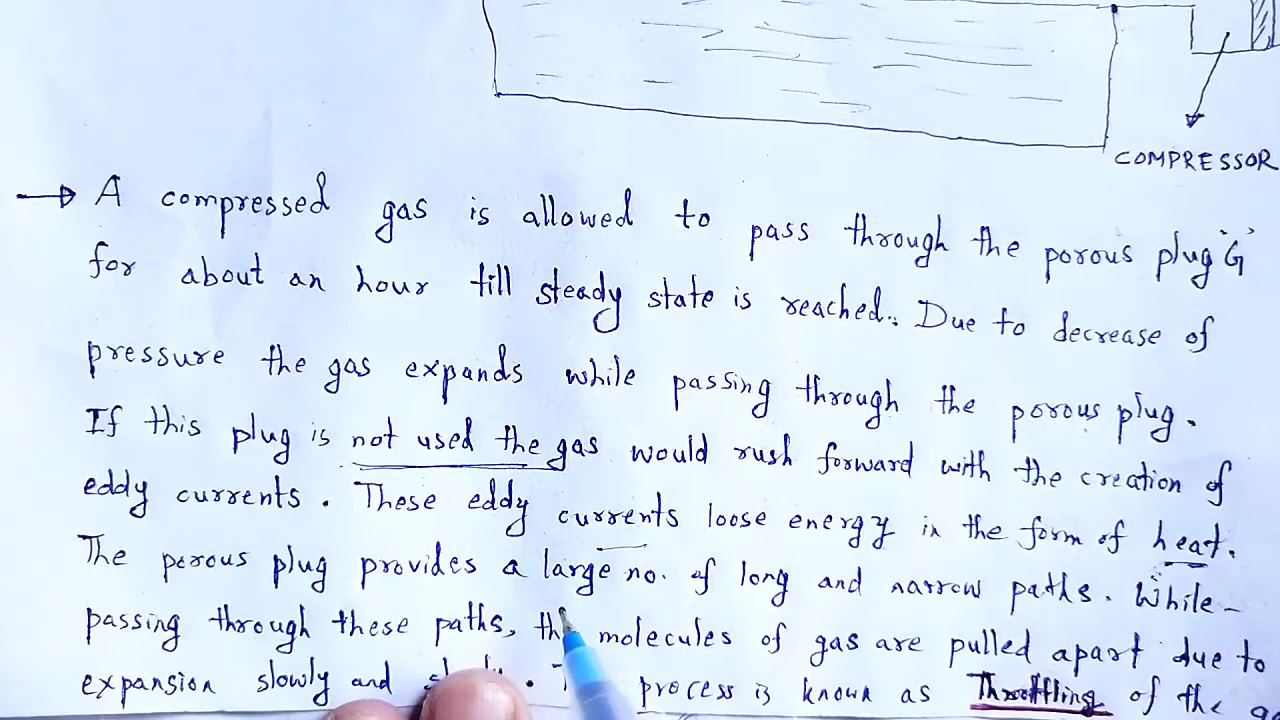 COMPRESSOR
→ A compressed gas is allowed to pass through the porous plug 'G'
for about an hour till steady state is reached. Due to decrease of
pressure the gas expands while passing through the porous plug.
If this plug is not used the gas would rush forward with the creation of
eddy currents. These eddy currents loose energy in the form of heat.
The porous plug provides a large no. of long and narrow paths. While-
passing through these paths, molecules of gas are pulled apart due to
expansion slowly and . process is known as Throttling of the